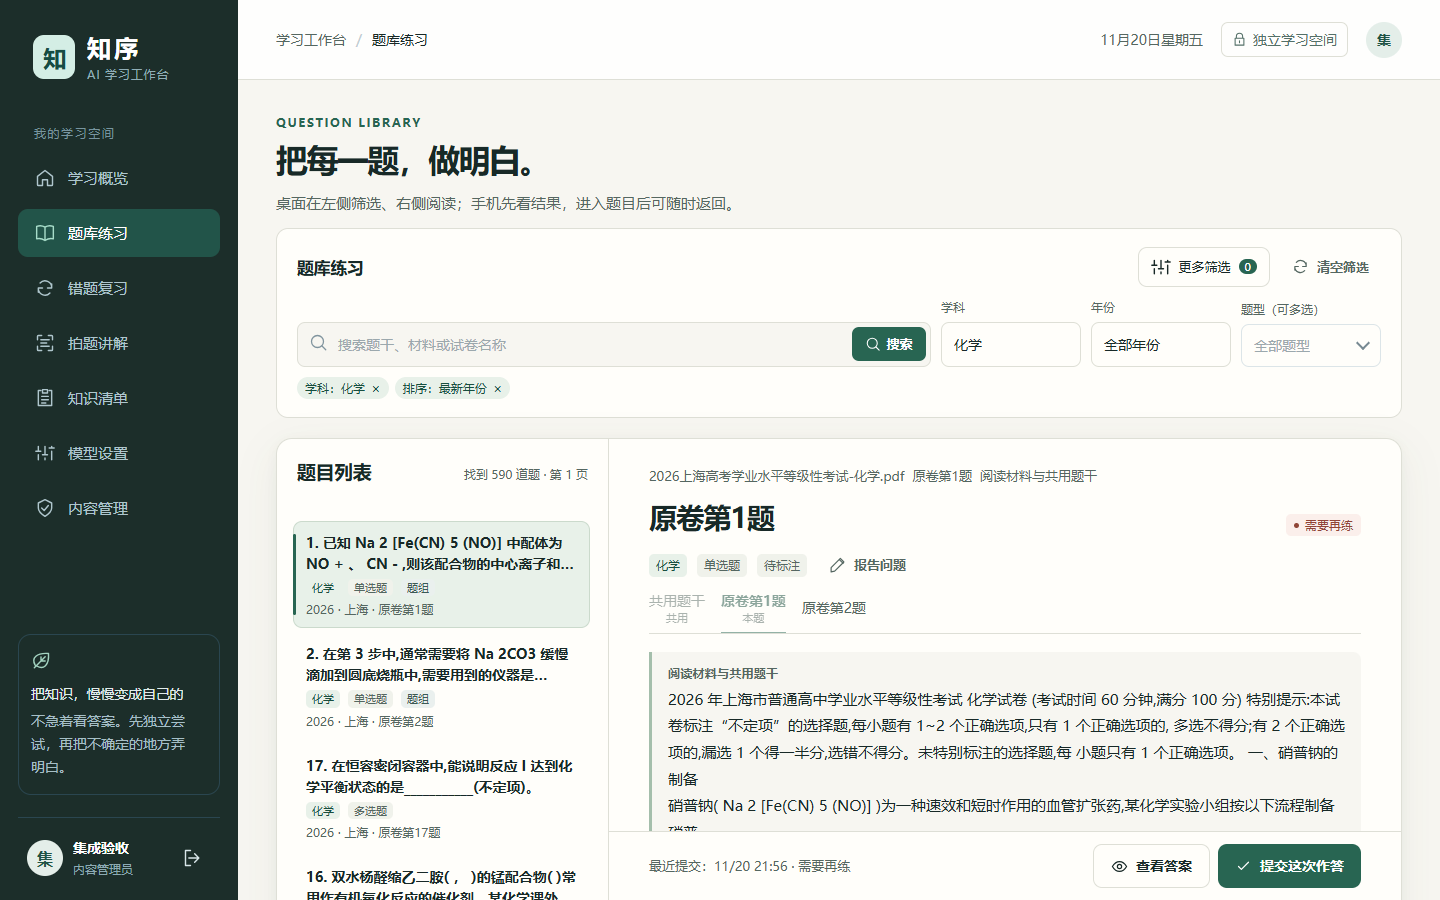 知
知序
AI 学习工作台
我的学习空间
学习概览
题库练习
错题复习
拍题讲解
知识清单
模型设置
内容管理
把知识，慢慢变成自己的
不急着看答案。先独立尝
试，再把不确定的地方弄
明白。
集
集成验收
内容管理员
学习工作台 / 题库练习
11月20日星期五
独立学习空间
集
QUESTION LIBRARY
把每一题，做明白。
桌面在左侧筛选、右侧阅读；手机先看结果，进入题目后可随时返回。
题库练习
更多筛选 0
清空筛选
学科
年份
题型（可多选）
搜索题干、材料或试卷名称
搜索
化学
全部年份
全部题型
学科：化学 ×
排序：最新年份 ×
题目列表
找到 590 道题 · 第 1 页
1. 已知 Na 2 [Fe(CN) 5 (NO)] 中配体为
NO + 、 CN - ,则该配合物的中心离子和...
化学 单选题 题组
2026 · 上海 · 原卷第1题
2. 在第 3 步中,通常需要将 Na 2CO3 缓慢
滴加到圆底烧瓶中,需要用到的仪器是...
化学 单选题 题组
2026 · 上海 · 原卷第2题
17. 在恒容密闭容器中,能说明反应 I 达到化
学平衡状态的是__________(不定项)。
化学 多选题
2026 · 上海 · 原卷第17题
16. 双水杨醛缩乙二胺( ， )的锰配合物( )常
用作有机氧化反应的催化剂。某化学课外
2026上海高考学业水平等级性考试-化学.pdf 原卷第1题 阅读材料与共用题干
原卷第1题
需要再练
化学 单选题 待标注 报告问题
共用题干
共用
原卷第1题
本题
原卷第2题
阅读材料与共用题干
2026 年上海市普通高中学业水平等级性考试 化学试卷 (考试时间 60 分钟,满分 100 分) 特别提示:本试
卷标注“不定项”的选择题,每小题有 1~2 个正确选项,只有 1 个正确选项的, 多选不得分;有 2 个正确选
项的,漏选 1 个得一半分,选错不得分。未特别标注的选择题,每 小题只有 1 个正确选项。 一、硝普钠的
制备
硝普钠( Na 2 [Fe(CN) 5 (NO)] )为一种速效和短时作用的血管扩张药,某化学实验小组按以下流程制备
硝普
最近提交：11/20 21:56 · 需要再练
查看答案
提交这次作答